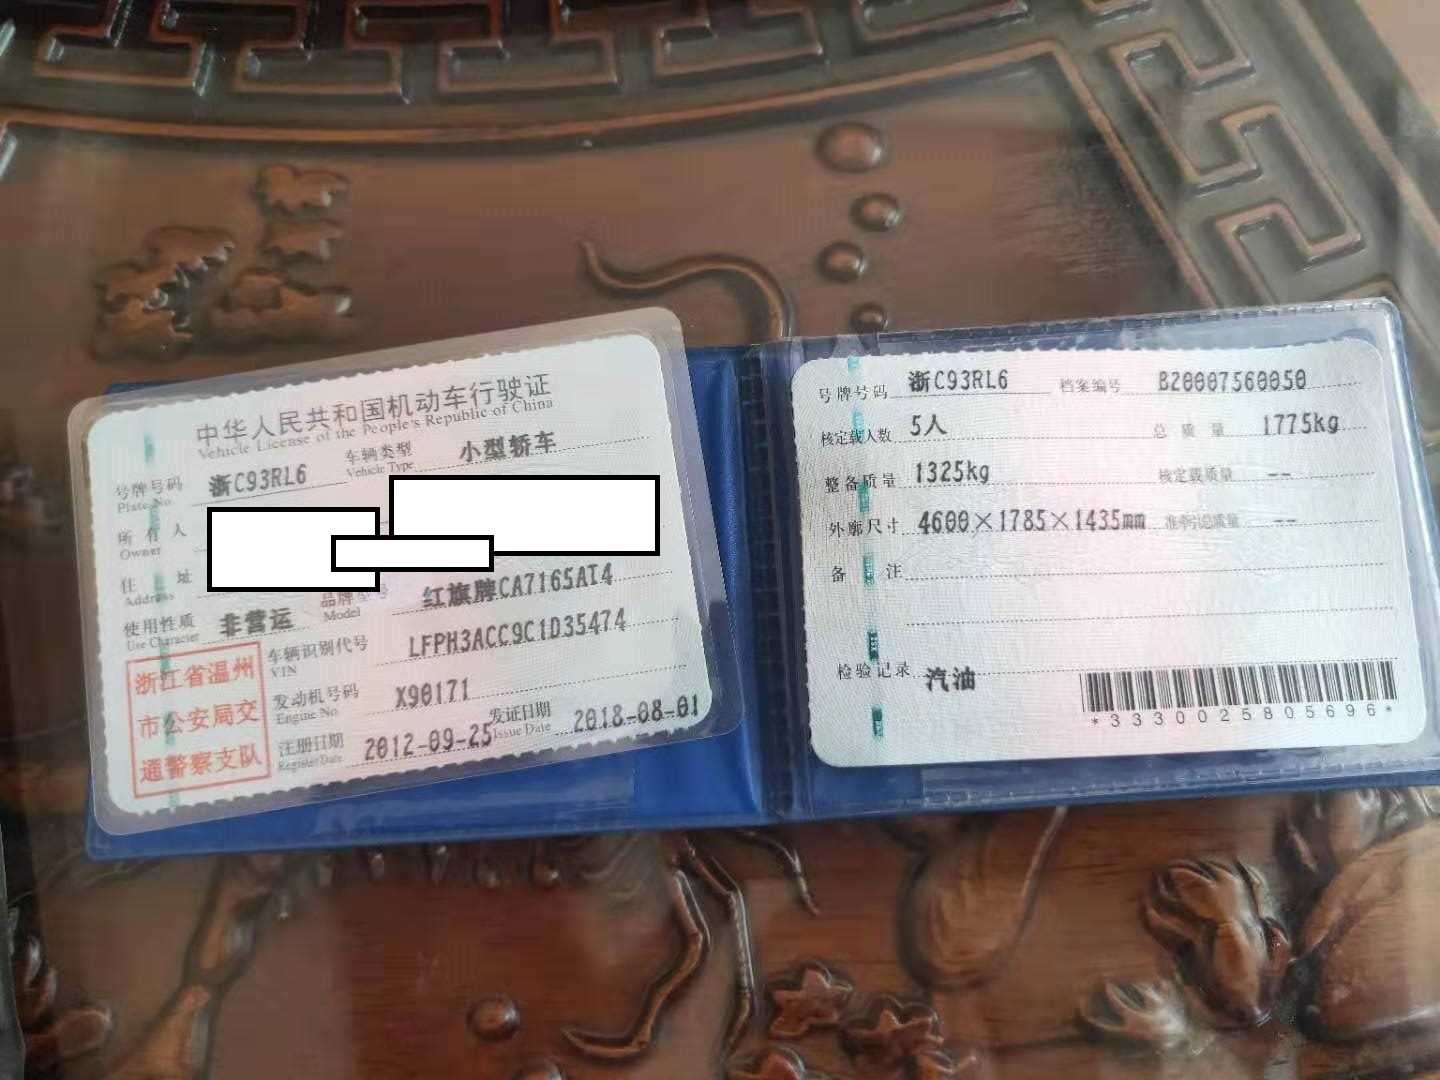 中华人民共和国机动车行驶证
Vehicle License of the People's Republic of China
号牌号码 浙C93RL6 车辆类型 小型轿车
Plate No. Vehicle Type
所有人
Owner
住址
Address
使用性质 非营运 品牌型号 红旗牌CA7165AT4
Use Character Model
车辆识别代号 LFPH3ACC9C1D35474
VIN
发动机号码 X90171
Engine No.
注册日期 2012-09-25 发证日期 2018-08-01
Register Date Issue Date
浙江省温州
市公安局交
通警察支队
号牌号码 浙C93RL6 档案编号 B20007560050
核定载人数 5人 总质量 1775kg
整备质量 1325kg 核定载质量 --
外廓尺寸 4600×1785×1435mm 准牵引总质量 --
备注
检验记录 汽油
*3330025805696*